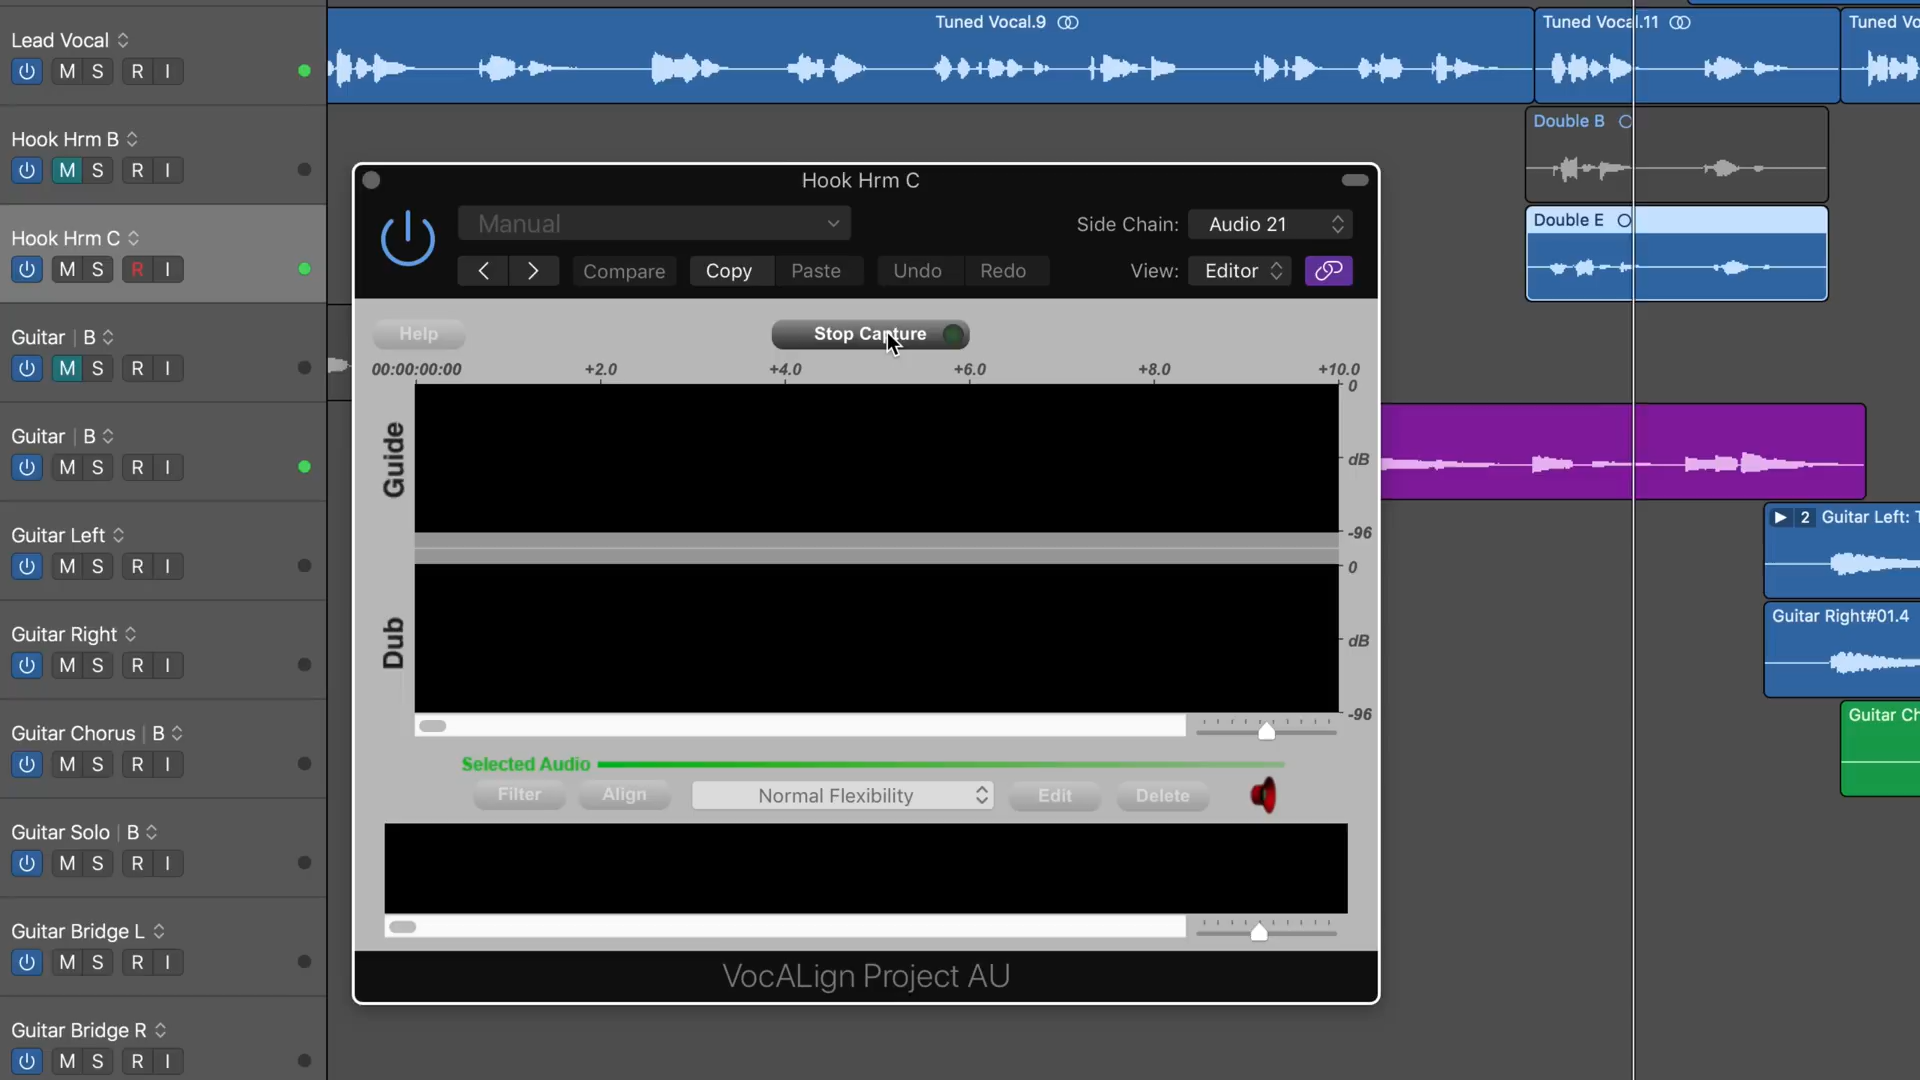 Lead Vocal
M S R I
Hook Hrm B
M S R I
Hook Hrm C
M S R I
Guitar | B
M S R I
Guitar | B
M S R I
Guitar Left
M S R I
Guitar Right
M S R I
Guitar Chorus | B
M S R I
Guitar Solo | B
M S R I
Guitar Bridge L
M S R I
Guitar Bridge R
M S R I
Tuned Vocal.9
Tuned Vocal.11
Tuned Vo
Double B
Double E
2 Guitar Left: T
Guitar Right#01.4
Guitar Ch
Hook Hrm C
Manual
Side Chain: Audio 21
Compare Copy Paste Undo Redo View: Editor
Help
Stop Capture
00:00:00:00 +2.0 +4.0 +6.0 +8.0 +10.0
Guide
0
dB
-96
Dub
0
dB
-96
Selected Audio
Filter Align Normal Flexibility Edit Delete
VocALign Project AU